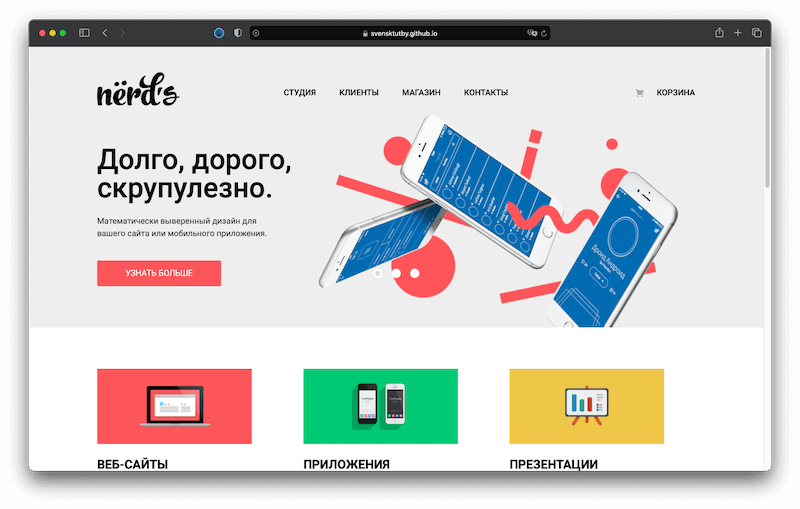 svensktutby.github.io
nёrd's
СТУДИЯ КЛИЕНТЫ МАГАЗИН КОНТАКТЫ КОРЗИНА
Долго, дорого,
скрупулезно.
Математически выверенный дизайн для
вашего сайта или мобильного приложения.
УЗНАТЬ БОЛЬШЕ
ВЕБ-САЙТЫ ПРИЛОЖЕНИЯ ПРЕЗЕНТАЦИИ